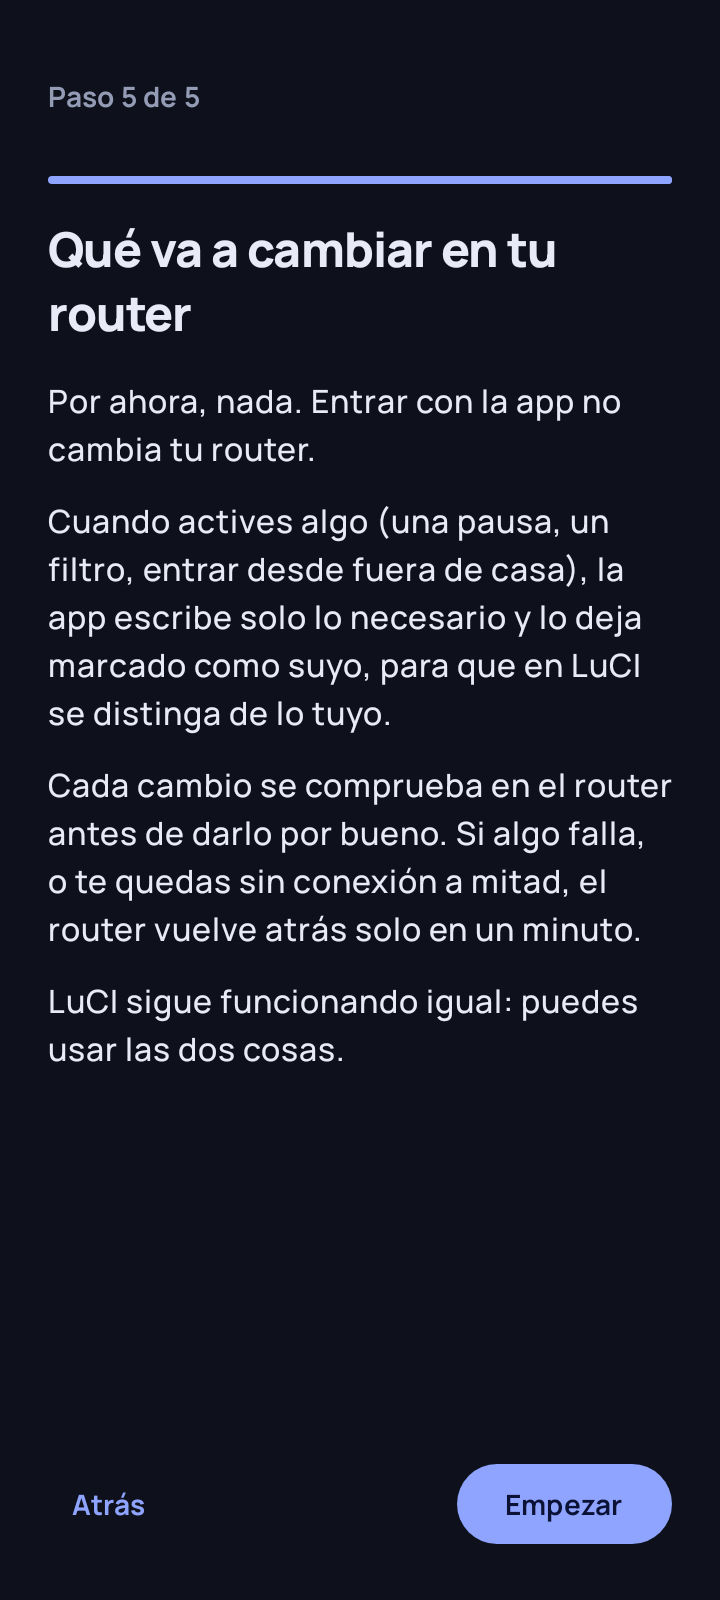 Paso 5 de 5
Qué va a cambiar en tu
router
Por ahora, nada. Entrar con la app no
cambia tu router.
Cuando actives algo (una pausa, un
filtro, entrar desde fuera de casa), la
app escribe solo lo necesario y lo deja
marcado como suyo, para que en LuCI
se distinga de lo tuyo.
Cada cambio se comprueba en el router
antes de darlo por bueno. Si algo falla,
o te quedas sin conexión a mitad, el
router vuelve atrás solo en un minuto.
LuCI sigue funcionando igual: puedes
usar las dos cosas.
Atrás
Empezar